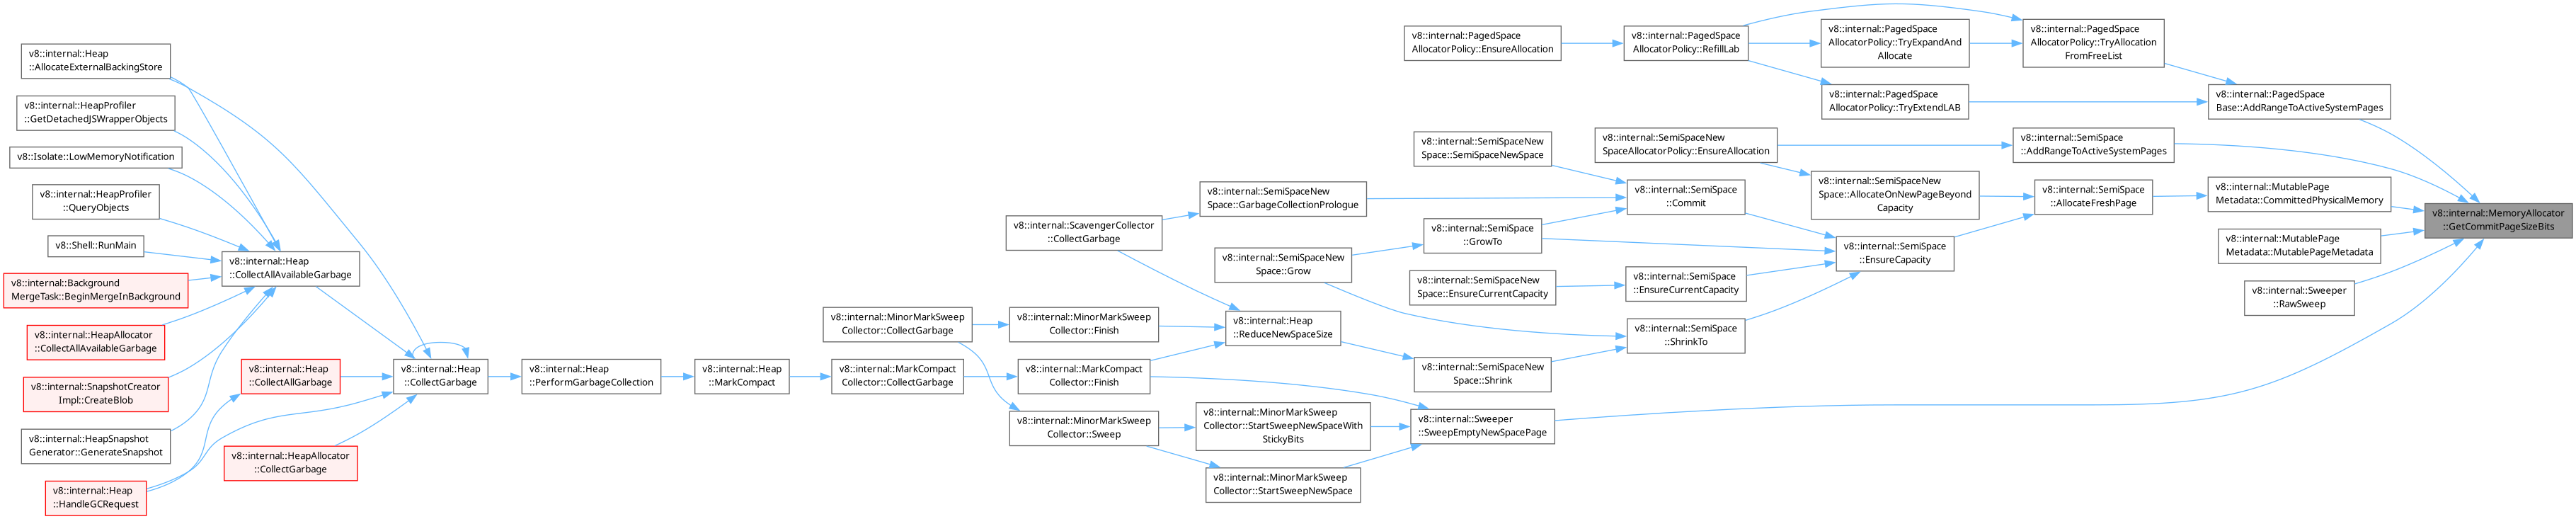 v8::internal::Heap
::AllocateExternalBackingStore
v8::internal::HeapProfiler
::GetDetachedJSWrapperObjects
v8::Isolate::LowMemoryNotification
v8::internal::HeapProfiler
::QueryObjects
v8::Shell::RunMain
v8::internal::Background
MergeTask::BeginMergeInBackground
v8::internal::HeapAllocator
::CollectAllAvailableGarbage
v8::internal::SnapshotCreator
Impl::CreateBlob
v8::internal::HeapSnapshot
Generator::GenerateSnapshot
v8::internal::Heap
::HandleGCRequest
v8::internal::Heap
::CollectAllAvailableGarbage
v8::internal::Heap
::CollectAllGarbage
v8::internal::HeapAllocator
::CollectGarbage
v8::internal::Heap
::CollectGarbage
v8::internal::Heap
::PerformGarbageCollection
v8::internal::Heap
::MarkCompact
v8::internal::MinorMarkSweep
Collector::CollectGarbage
v8::internal::MarkCompact
Collector::CollectGarbage
v8::internal::ScavengerCollector
::CollectGarbage
v8::internal::MinorMarkSweep
Collector::Finish
v8::internal::MarkCompact
Collector::Finish
v8::internal::MinorMarkSweep
Collector::Sweep
v8::internal::SemiSpaceNew
Space::GarbageCollectionPrologue
v8::internal::SemiSpaceNew
Space::Grow
v8::internal::Heap
::ReduceNewSpaceSize
v8::internal::MinorMarkSweep
Collector::StartSweepNewSpaceWith
StickyBits
v8::internal::MinorMarkSweep
Collector::StartSweepNewSpace
v8::internal::PagedSpace
AllocatorPolicy::EnsureAllocation
v8::internal::SemiSpaceNew
Space::SemiSpaceNewSpace
v8::internal::SemiSpace
::GrowTo
v8::internal::SemiSpaceNew
Space::EnsureCurrentCapacity
v8::internal::SemiSpaceNew
Space::Shrink
v8::internal::Sweeper
::SweepEmptyNewSpacePage
v8::internal::PagedSpace
AllocatorPolicy::RefillLab
v8::internal::SemiSpaceNew
SpaceAllocatorPolicy::EnsureAllocation
v8::internal::SemiSpace
::Commit
v8::internal::SemiSpace
::EnsureCurrentCapacity
v8::internal::SemiSpace
::ShrinkTo
v8::internal::PagedSpace
AllocatorPolicy::TryExpandAnd
Allocate
v8::internal::PagedSpace
AllocatorPolicy::TryExtendLAB
v8::internal::SemiSpaceNew
Space::AllocateOnNewPageBeyond
Capacity
v8::internal::SemiSpace
::EnsureCapacity
v8::internal::PagedSpace
AllocatorPolicy::TryAllocation
FromFreeList
v8::internal::SemiSpace
::AddRangeToActiveSystemPages
v8::internal::SemiSpace
::AllocateFreshPage
v8::internal::PagedSpace
Base::AddRangeToActiveSystemPages
v8::internal::MutablePage
Metadata::CommittedPhysicalMemory
v8::internal::MutablePage
Metadata::MutablePageMetadata
v8::internal::Sweeper
::RawSweep
v8::internal::MemoryAllocator
::GetCommitPageSizeBits